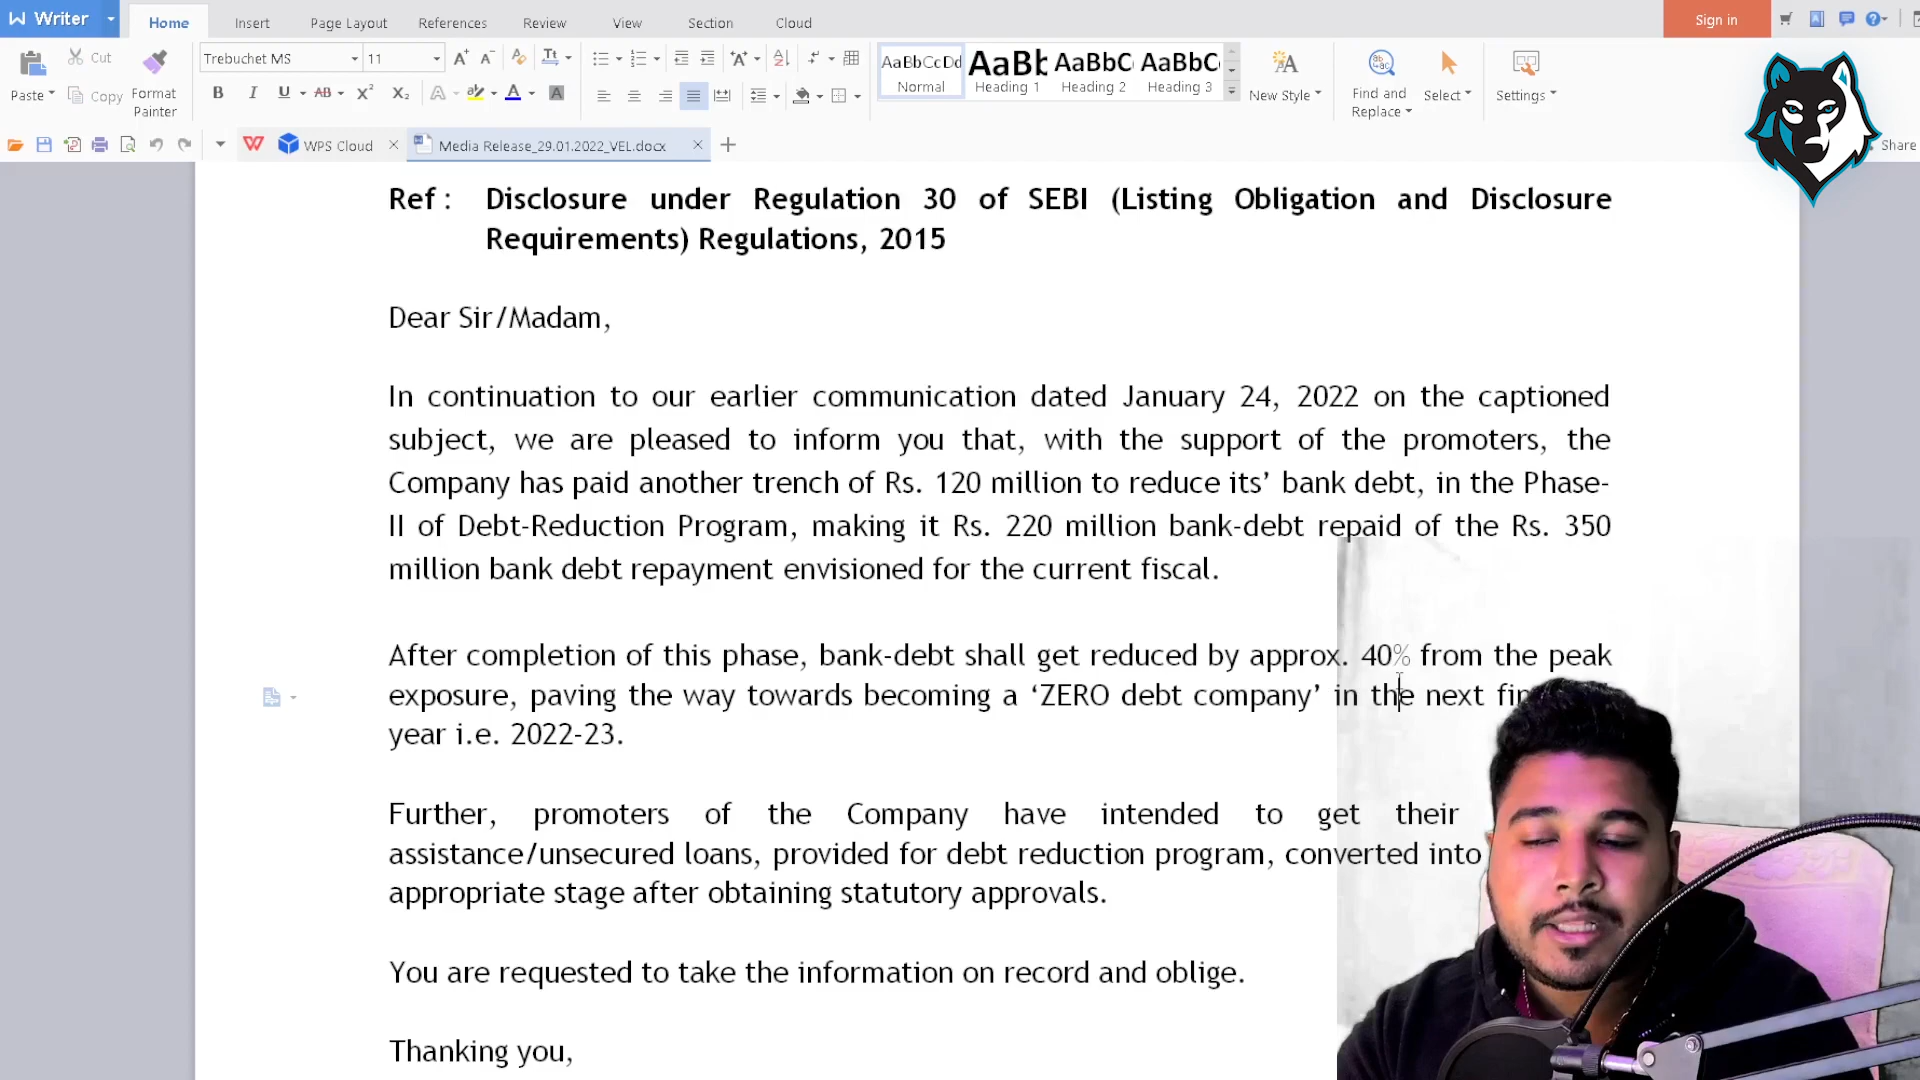 Writer Home Insert Page Layout References Review View Section Cloud Sign in
Paste Cut Copy Format Painter Trebuchet MS 11 AaBbCcDd Normal AaBb Heading 1 AaBbC Heading 2 AaBbC Heading 3 New Style Find and Replace Select Settings
WPS Cloud Media Release_29.01.2022_VEL.docx Share
Ref : Disclosure under Regulation 30 of SEBI (Listing Obligation and Disclosure
Requirements) Regulations, 2015
Dear Sir/Madam,
In continuation to our earlier communication dated January 24, 2022 on the captioned
subject, we are pleased to inform you that, with the support of the promoters, the
Company has paid another trench of Rs. 120 million to reduce its’ bank debt, in the Phase-
II of Debt-Reduction Program, making it Rs. 220 million bank-debt repaid of the Rs. 350
million bank debt repayment envisioned for the current fiscal.
After completion of this phase, bank-debt shall get reduced by approx. 40% from the peak
exposure, paving the way towards becoming a ‘ZERO debt company’ in the next
year i.e. 2022-23.
Further, promoters of the Company have intended to get their
assistance/unsecured loans, provided for debt reduction program, converted into
appropriate stage after obtaining statutory approvals.
You are requested to take the information on record and oblige.
Thanking you,